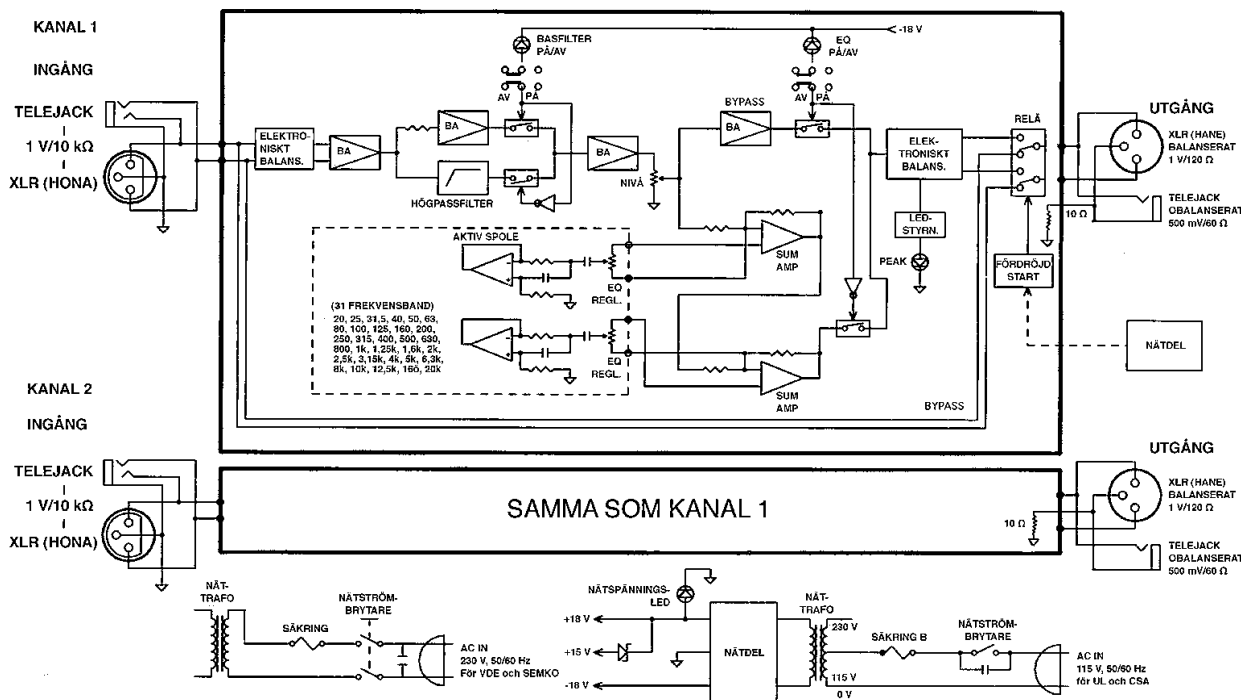 KANAL 1
INGÅNG
TELEJACK
1 V/10 kΩ
XLR (HONA)
ELEKTRO-
NISKT
BALANS.
BA
BA
HÖGPASSFILTER
BASFILTER
PÅ/AV
AV
PÅ
BA
NIVÅ
-18 V
EQ
PÅ/AV
AV
PÅ
BYPASS
BA
ELEK-
TRONISKT
BALANS.
LED-
STYRN.
PEAK
RELÄ
FÖRDRÖJD
START
NÄTDEL
10 Ω
UTGÅNG
XLR (HANE)
BALANSERAT
1 V/120 Ω
TELEJACK
OBALANSERAT
500 mV/60 Ω
AKTIV SPOLE
EQ
REGL.
SUM
AMP
(31 FREKVENSBAND)
20, 25, 31,5, 40, 50, 63,
80, 100, 125, 160, 200,
250, 315, 400, 500, 630,
800, 1k, 1,25k, 1,6k, 2k,
2,5k, 3,15k, 4k, 5k, 6,3k,
8k, 10k, 12,5k, 16ö, 20k
EQ
REGL.
SUM
AMP
BYPASS
KANAL 2
INGÅNG
TELEJACK
1 V/10 kΩ
XLR (HONA)
SAMMA SOM KANAL 1
10 Ω
UTGÅNG
XLR (HANE)
BALANSERAT
1 V/120 Ω
TELEJACK
OBALANSERAT
500 mV/60 Ω
NÄT-
TRAFO
SÄKRING
NÄTSTRÖM-
BRYTARE
AC IN
230 V, 50/60 Hz
För VDE och SEMKO
NÄTSPÄNNINGS-
LED
+18 V
+15 V
-18 V
NÄTDEL
NÄT-
TRAFO
230 V
115 V
0 V
SÄKRING B
NÄTSTRÖM-
BRYTARE
AC IN
115 V, 50/60 Hz
för UL och CSA